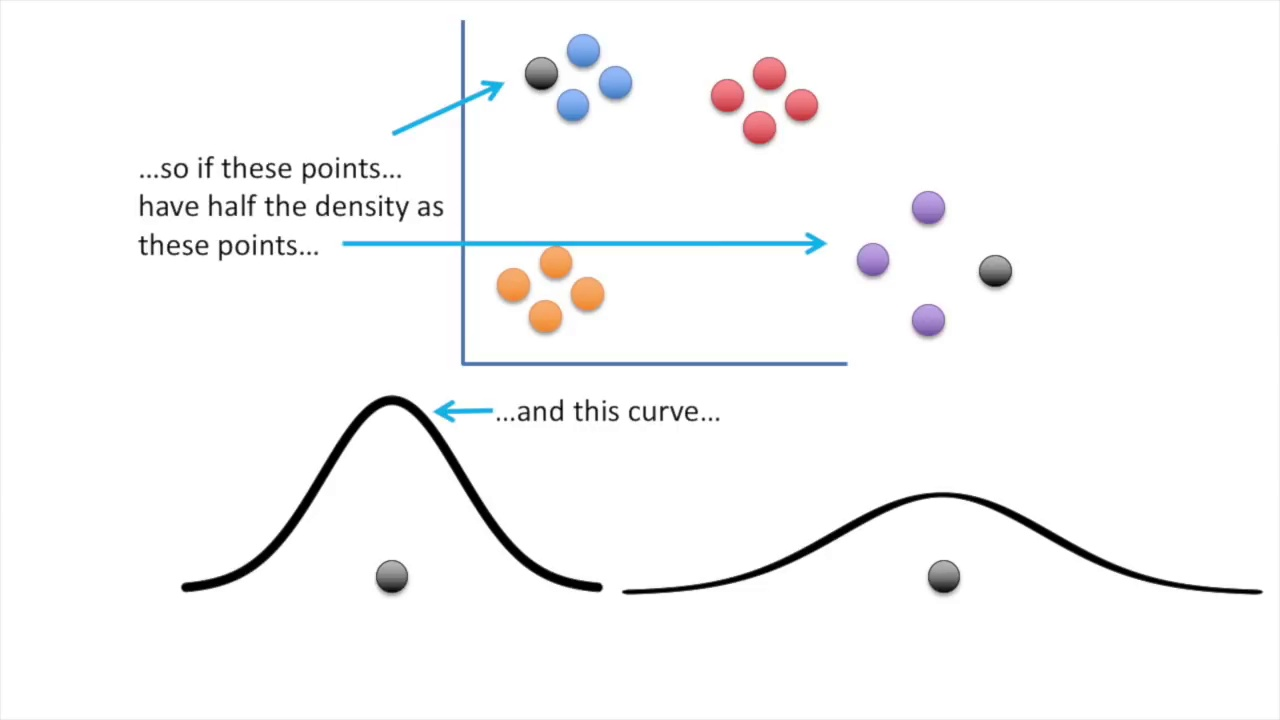 ...so if these points...
have half the density as
these points...
...and this curve...